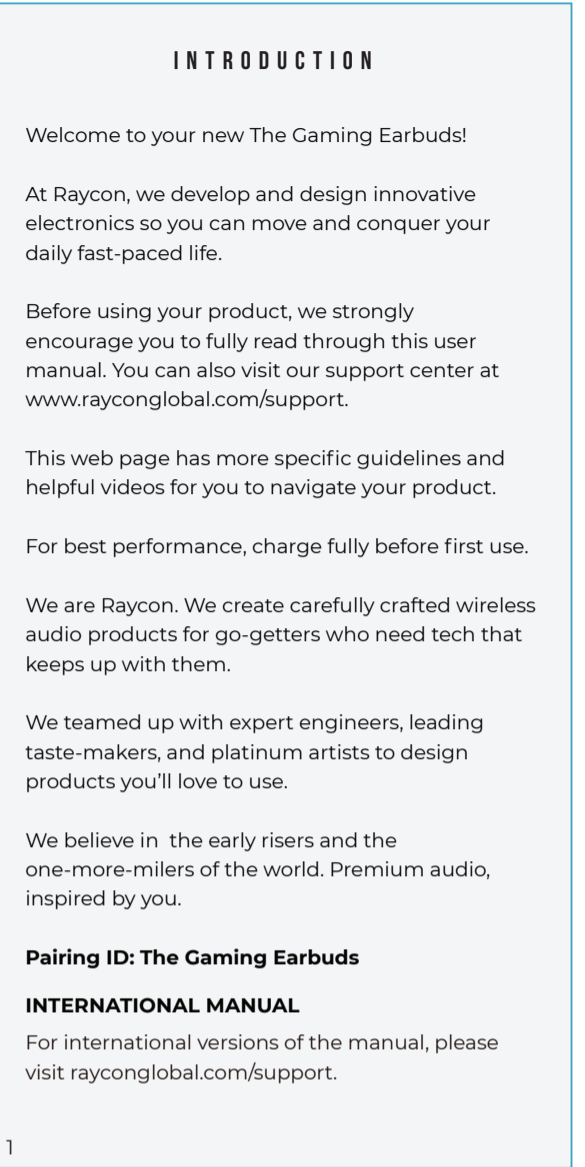 INTRODUCTION
Welcome to your new The Gaming Earbuds!
At Raycon, we develop and design innovative
electronics so you can move and conquer your
daily fast-paced life.
Before using your product, we strongly
encourage you to fully read through this user
manual. You can also visit our support center at
www.rayconglobal.com/support.
This web page has more specific guidelines and
helpful videos for you to navigate your product.
For best performance, charge fully before first use.
We are Raycon. We create carefully crafted wireless
audio products for go-getters who need tech that
keeps up with them.
We teamed up with expert engineers, leading
taste-makers, and platinum artists to design
products you’ll love to use.
We believe in  the early risers and the
one-more-milers of the world. Premium audio,
inspired by you.
Pairing ID: The Gaming Earbuds
INTERNATIONAL MANUAL
For international versions of the manual, please
visit rayconglobal.com/support.
1